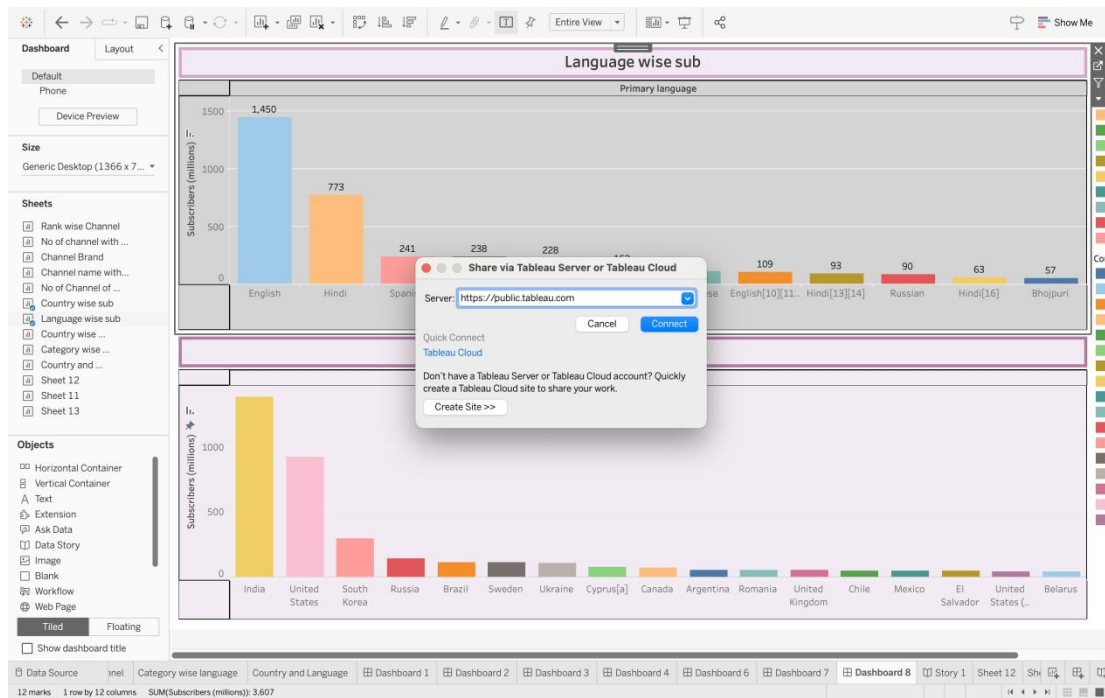 Entire View
Show Me
Dashboard
Layout
Default
Phone
Device Preview
Size
Generic Desktop (1366 x 7...
Sheets
Rank wise Channel
No of channel with ...
Channel Brand
Channel name with...
No of Channel of ...
Country wise sub
Language wise sub
Country wise ...
Category wise ...
Country and ...
Sheet 12
Sheet 11
Sheet 13
Objects
Horizontal Container
Vertical Container
A Text
Extension
Ask Data
Data Story
Image
Blank
Workflow
Web Page
Tiled
Floating
Show dashboard title
Language wise sub
Primary language
Subscribers (millions)
1500
1000
500
0
1,450
773
241
238
228
109
93
90
63
57
English
Hindi
Spanis
ese
English[10][11..
Hindi[13][14]
Russian
Hindi[16]
Bhojpuri
Share via Tableau Server or Tableau Cloud
Server:
https://public.tableau.com
Cancel
Connect
Quick Connect
Tableau Cloud
Don't have a Tableau Server or Tableau Cloud account? Quickly
create a Tableau Cloud site to share your work.
Create Site >>
Subscribers (millions)
1000
500
0
India
United
States
South
Korea
Russia
Brazil
Sweden
Ukraine
Cyprus[a]
Canada
Argentina
Romania
United
Kingdom
Chile
Mexico
El
Salvador
United
States (..
Belarus
Co
Data Source
nnel
Category wise language
Country and Language
Dashboard 1
Dashboard 2
Dashboard 3
Dashboard 4
Dashboard 6
Dashboard 7
Dashboard 8
Story 1
Sheet 12
She
12 marks
1 row by 12 columns
SUM(Subscribers (millions)): 3,607